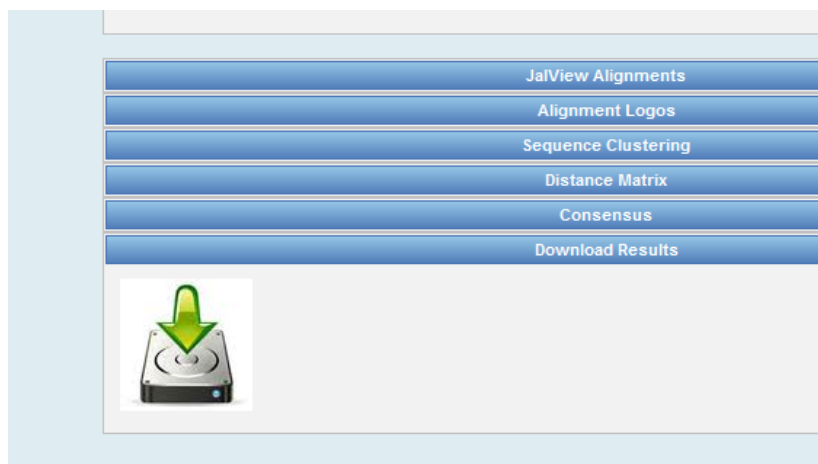 JalView Alignments
Alignment Logos
Sequence Clustering
Distance Matrix
Consensus
Download Results